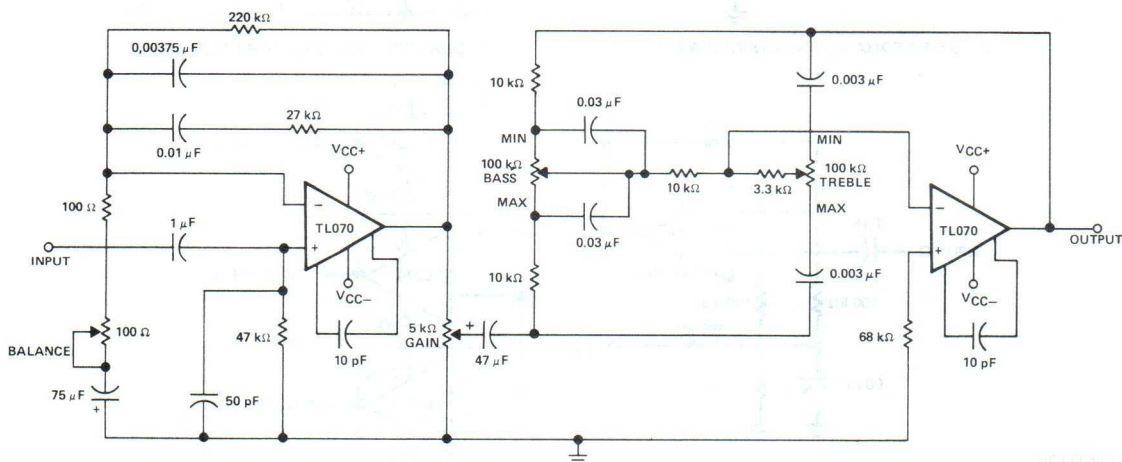 220 kΩ
0,00375 μF
27 kΩ
0.01 μF
VCC+
100 Ω
1 μF
−
TL070
+
INPUT
VCC−
100 Ω
BALANCE
47 kΩ
10 pF
5 kΩ
GAIN
+
47 μF
75 μF
+
50 pF
10 kΩ
0.03 μF
0.003 μF
MIN
MIN
VCC+
100 kΩ
BASS
10 kΩ
3.3 kΩ
100 kΩ
TREBLE
MAX
MAX
−
TL070
+
OUTPUT
0.03 μF
10 kΩ
0.003 μF
VCC−
68 kΩ
10 pF